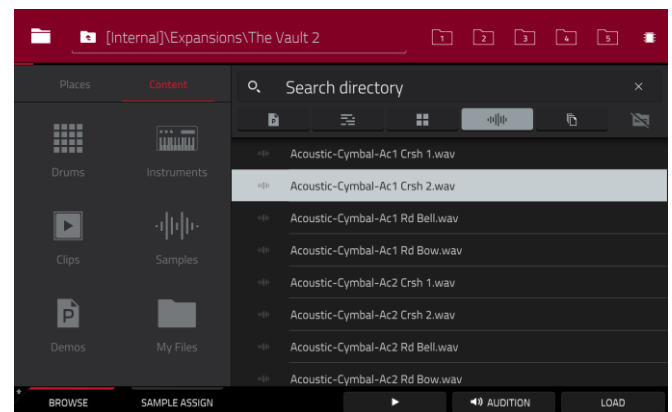 [Internal]\Expansions\The Vault 2
1 2 3 4 5
Places Content
Search directory
P
Drums Instruments
Acoustic-Cymbal-Ac1 Crsh 1.wav
Acoustic-Cymbal-Ac1 Crsh 2.wav
Acoustic-Cymbal-Ac1 Rd Bell.wav
Clips Samples
Acoustic-Cymbal-Ac1 Rd Bow.wav
Acoustic-Cymbal-Ac2 Crsh 1.wav
Acoustic-Cymbal-Ac2 Crsh 2.wav
P
Demos My Files
Acoustic-Cymbal-Ac2 Rd Bell.wav
Acoustic-Cymbal-Ac2 Rd Bow.wav
BROWSE SAMPLE ASSIGN AUDITION LOAD